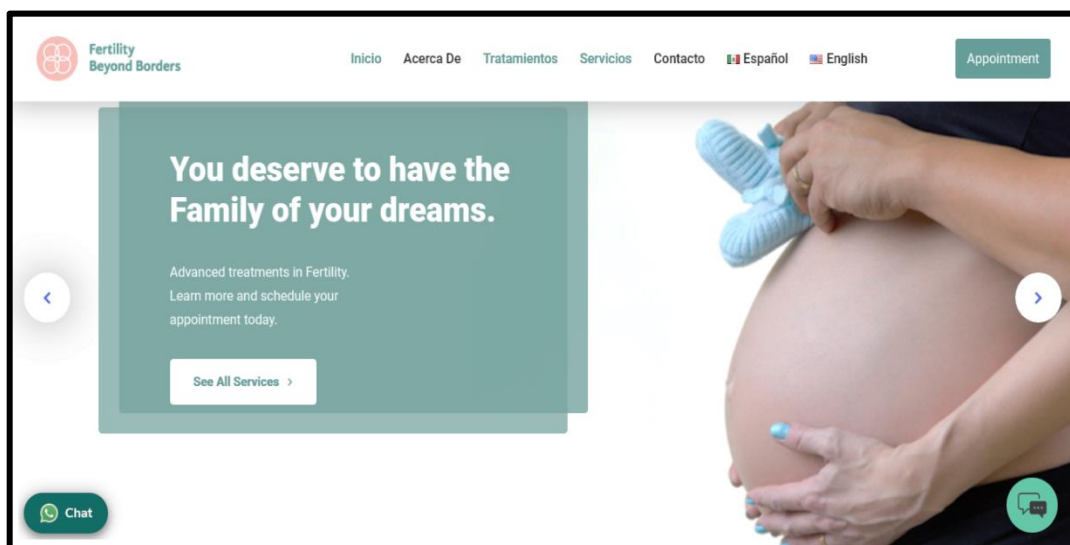 Fertility
Beyond Borders
Inicio Acerca De Tratamientos Servicios Contacto Español English
Appointment
You deserve to have the
Family of your dreams.
Advanced treatments in Fertility.
Learn more and schedule your
appointment today.
See All Services
Chat